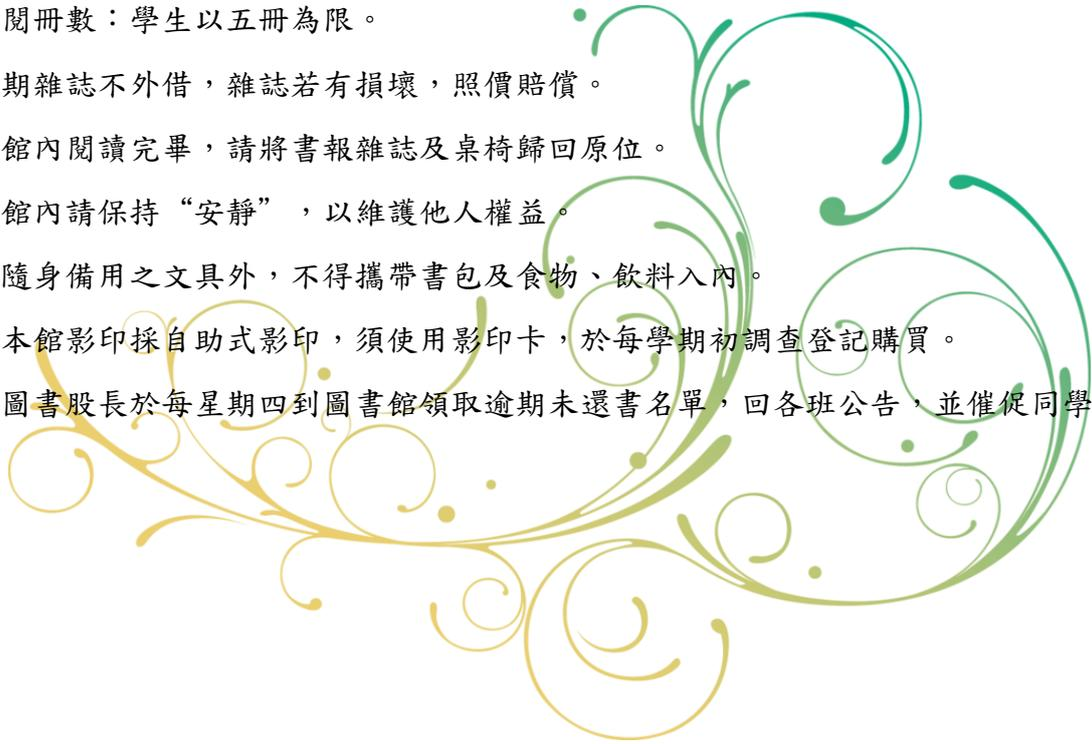 閱冊數：學生以五冊為限。
期雜誌不外借，雜誌若有損壞，照價賠償。
館內閱讀完畢，請將書報雜誌及桌椅歸回原位。
館內請保持“安靜”，以維護他人權益。
隨身備用之文具外，不得攜帶書包及食物、飲料入內。
本館影印採自助式影印，須使用影印卡，於每學期初調查登記購買。
圖書股長於每星期四到圖書館領取逾期未還書名單，回各班公告，並催促同學